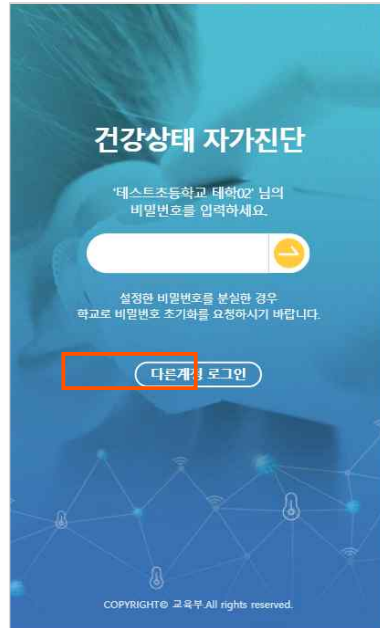 건강상태 자가진단
'테스트초등학교 테학02' 님의
비밀번호를 입력하세요.
설정한 비밀번호를 분실한 경우
학교로 비밀번호 초기화를 요청하시기 바랍니다.
다른계정 로그인
COPYRIGHT© 교육부.All rights reserved.